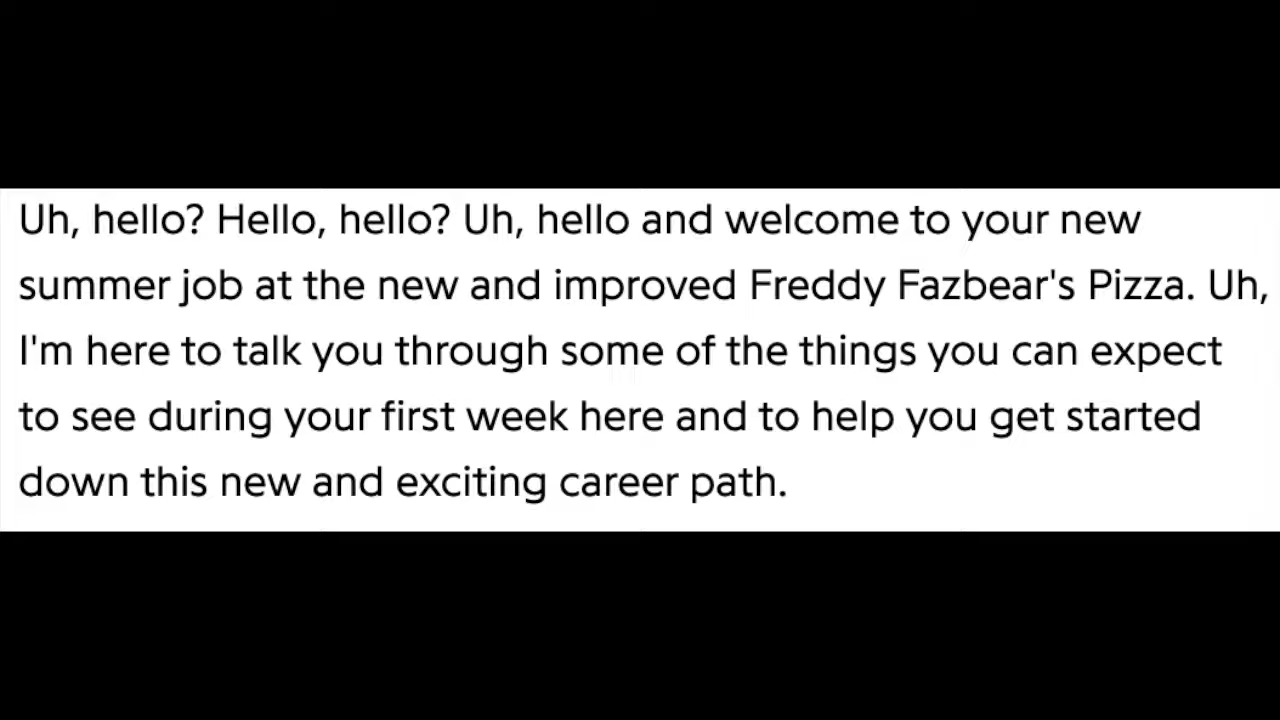 Uh, hello? Hello, hello? Uh, hello and welcome to your new
summer job at the new and improved Freddy Fazbear's Pizza. Uh,
I'm here to talk you through some of the things you can expect
to see during your first week here and to help you get started
down this new and exciting career path.